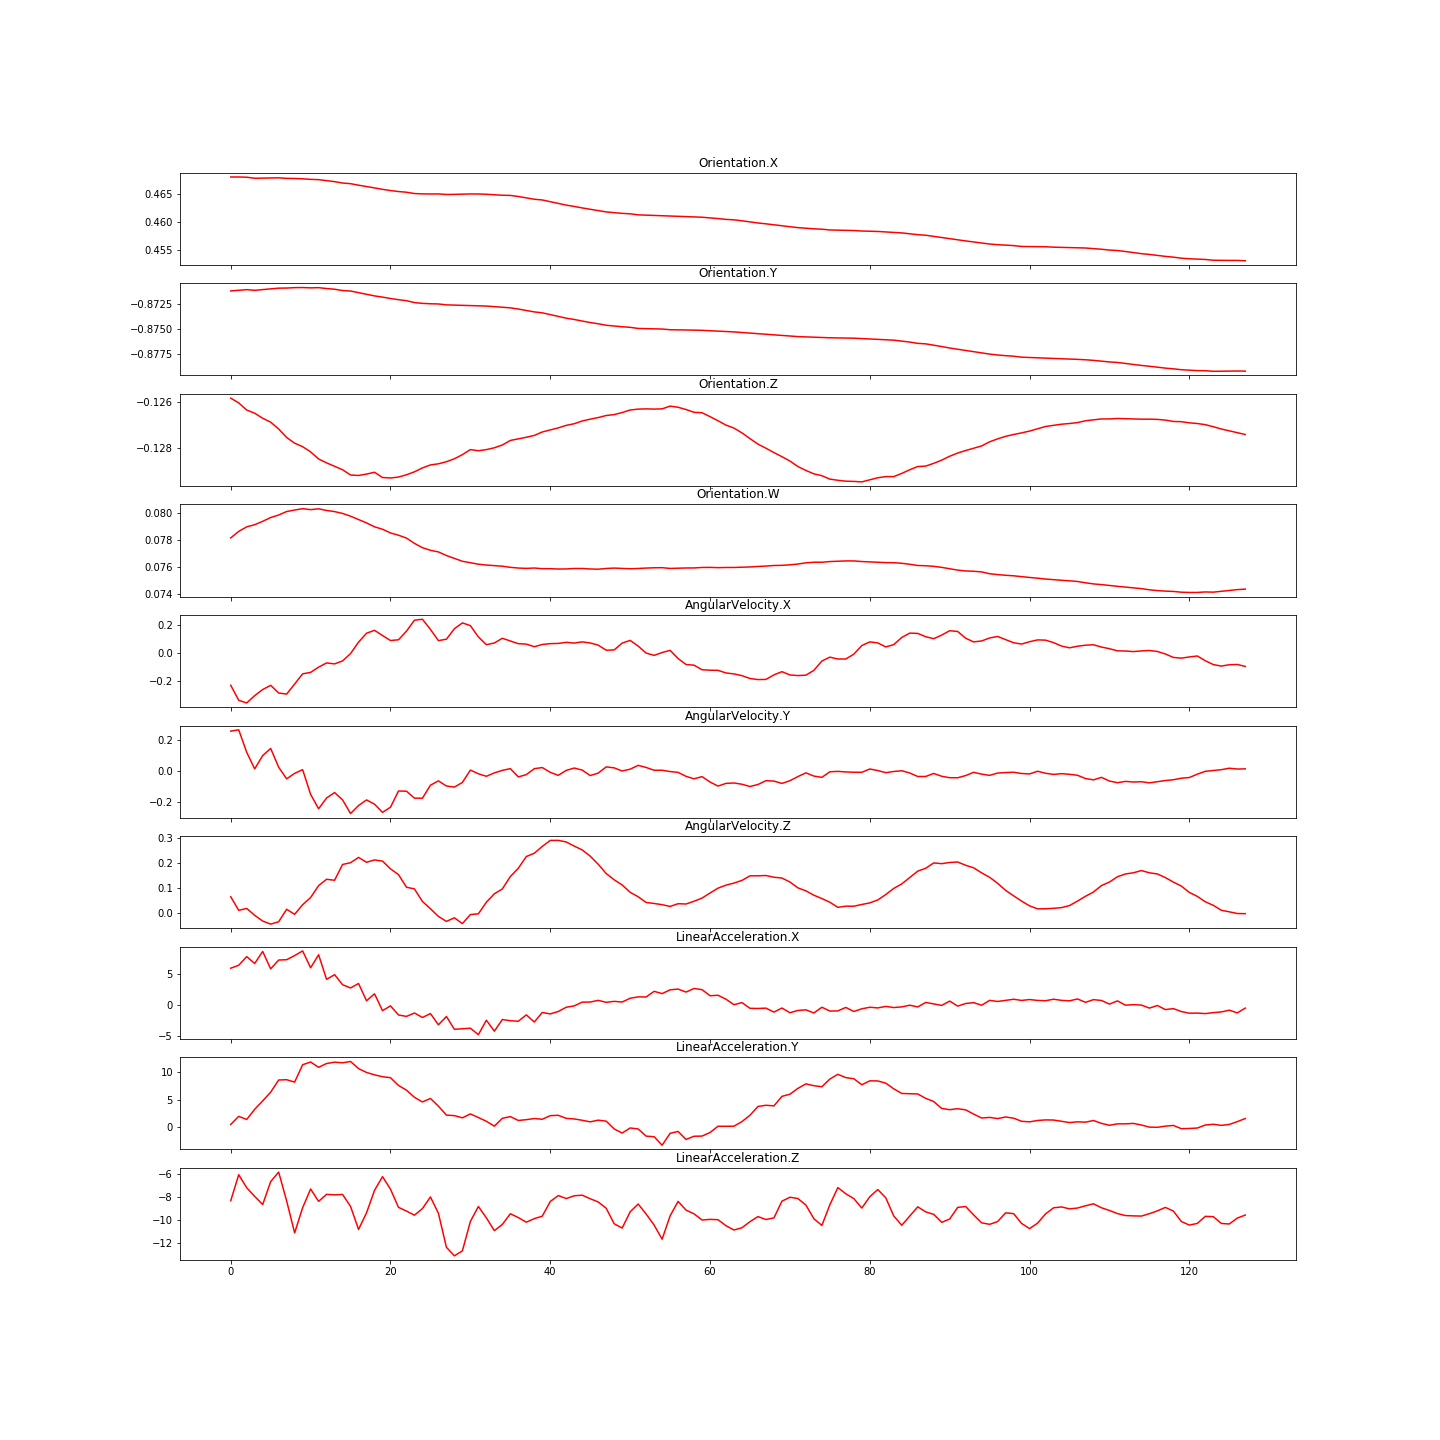 Orientation.X
0.465
0.460
0.455
Orientation.Y
−0.8725
−0.8750
−0.8775
Orientation.Z
−0.126
−0.128
Orientation.W
0.080
0.078
0.076
0.074
AngularVelocity.X
0.2
0.0
−0.2
AngularVelocity.Y
0.2
0.0
−0.2
AngularVelocity.Z
0.3
0.2
0.1
0.0
LinearAcceleration.X
5
0
−5
LinearAcceleration.Y
10
5
0
LinearAcceleration.Z
−6
−8
−10
−12
0 20 40 60 80 100 120